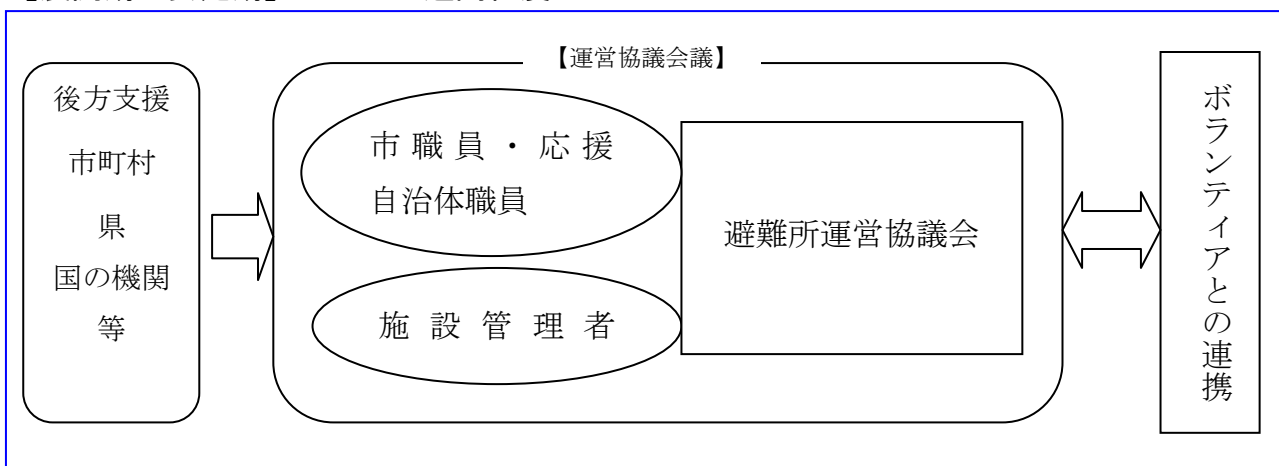 【運営協議会議】
後方支援
市町村
県
国の機関
等
市職員・応援
自治体職員
施設管理者
避難所運営協議会
ボランティアとの連携